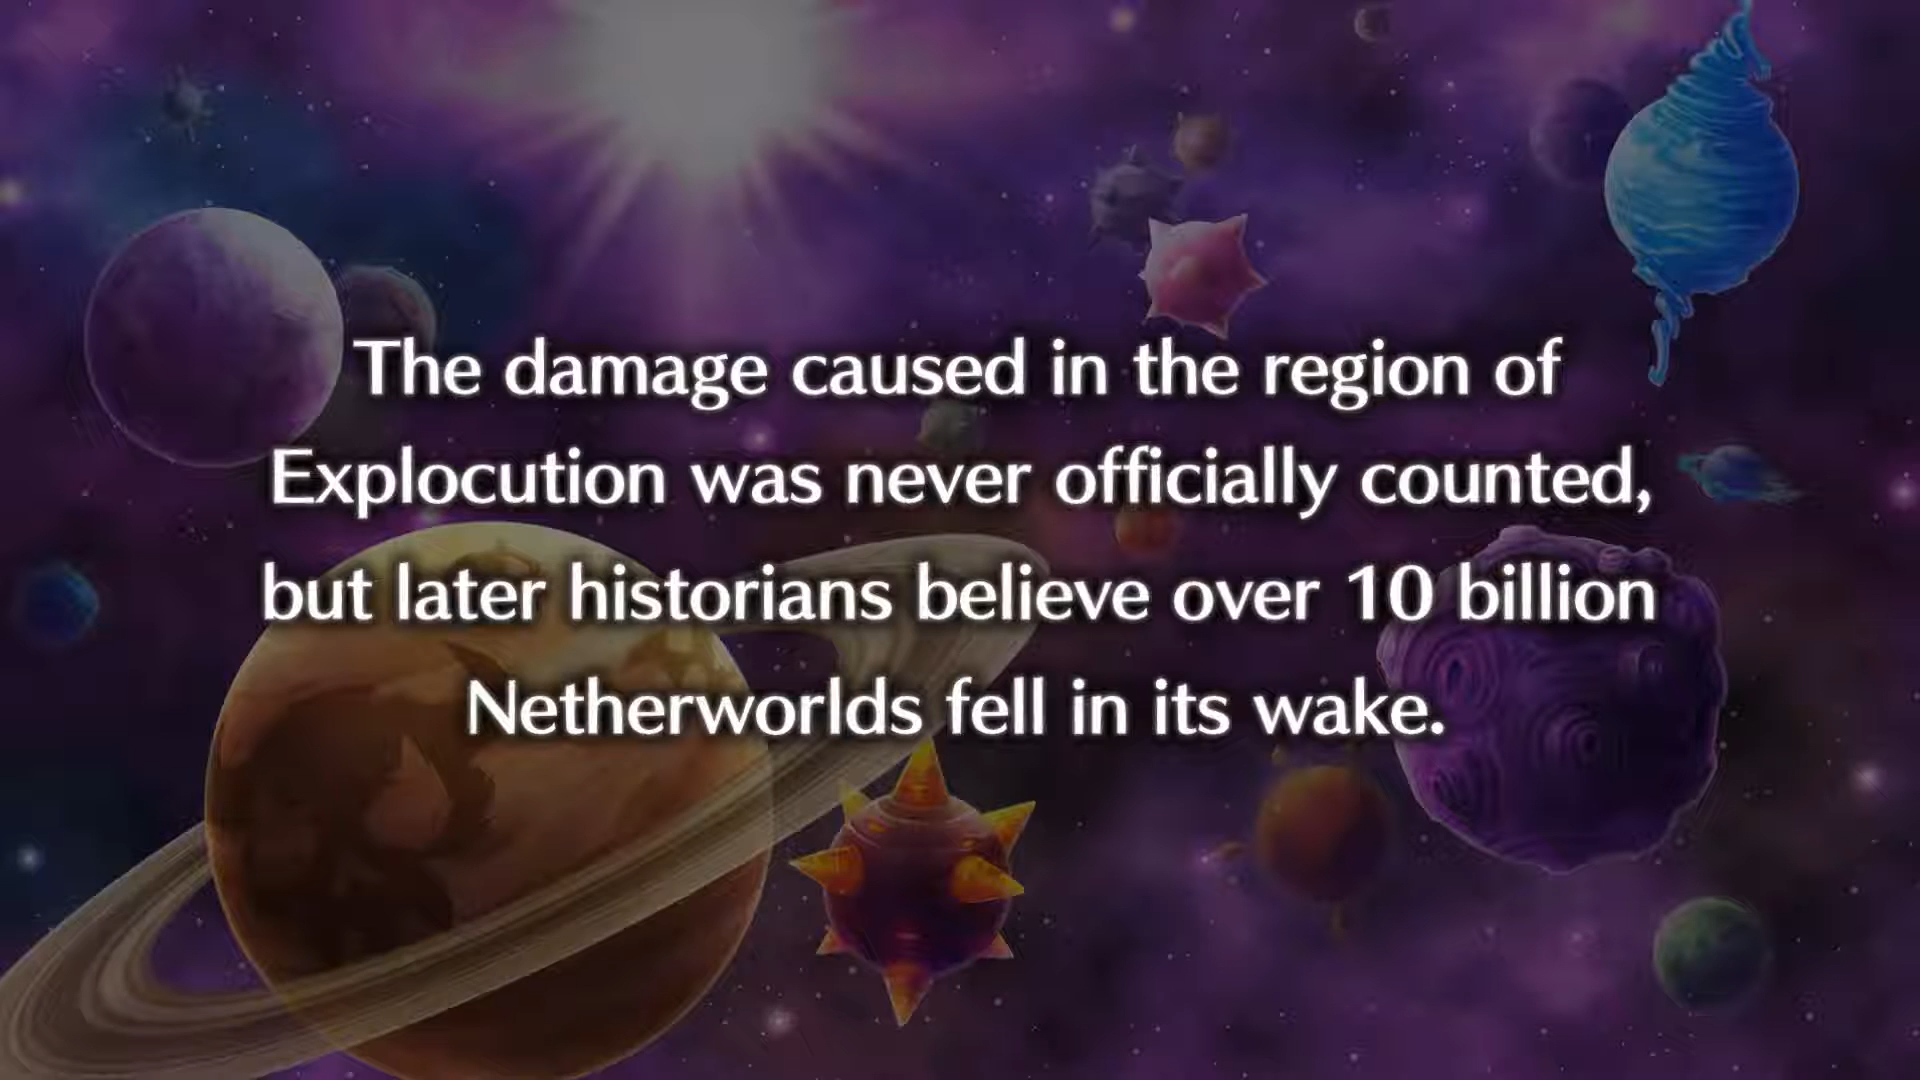 The damage caused in the region of
Explocution was never officially counted,
but later historians believe over 10 billion
Netherworlds fell in its wake.